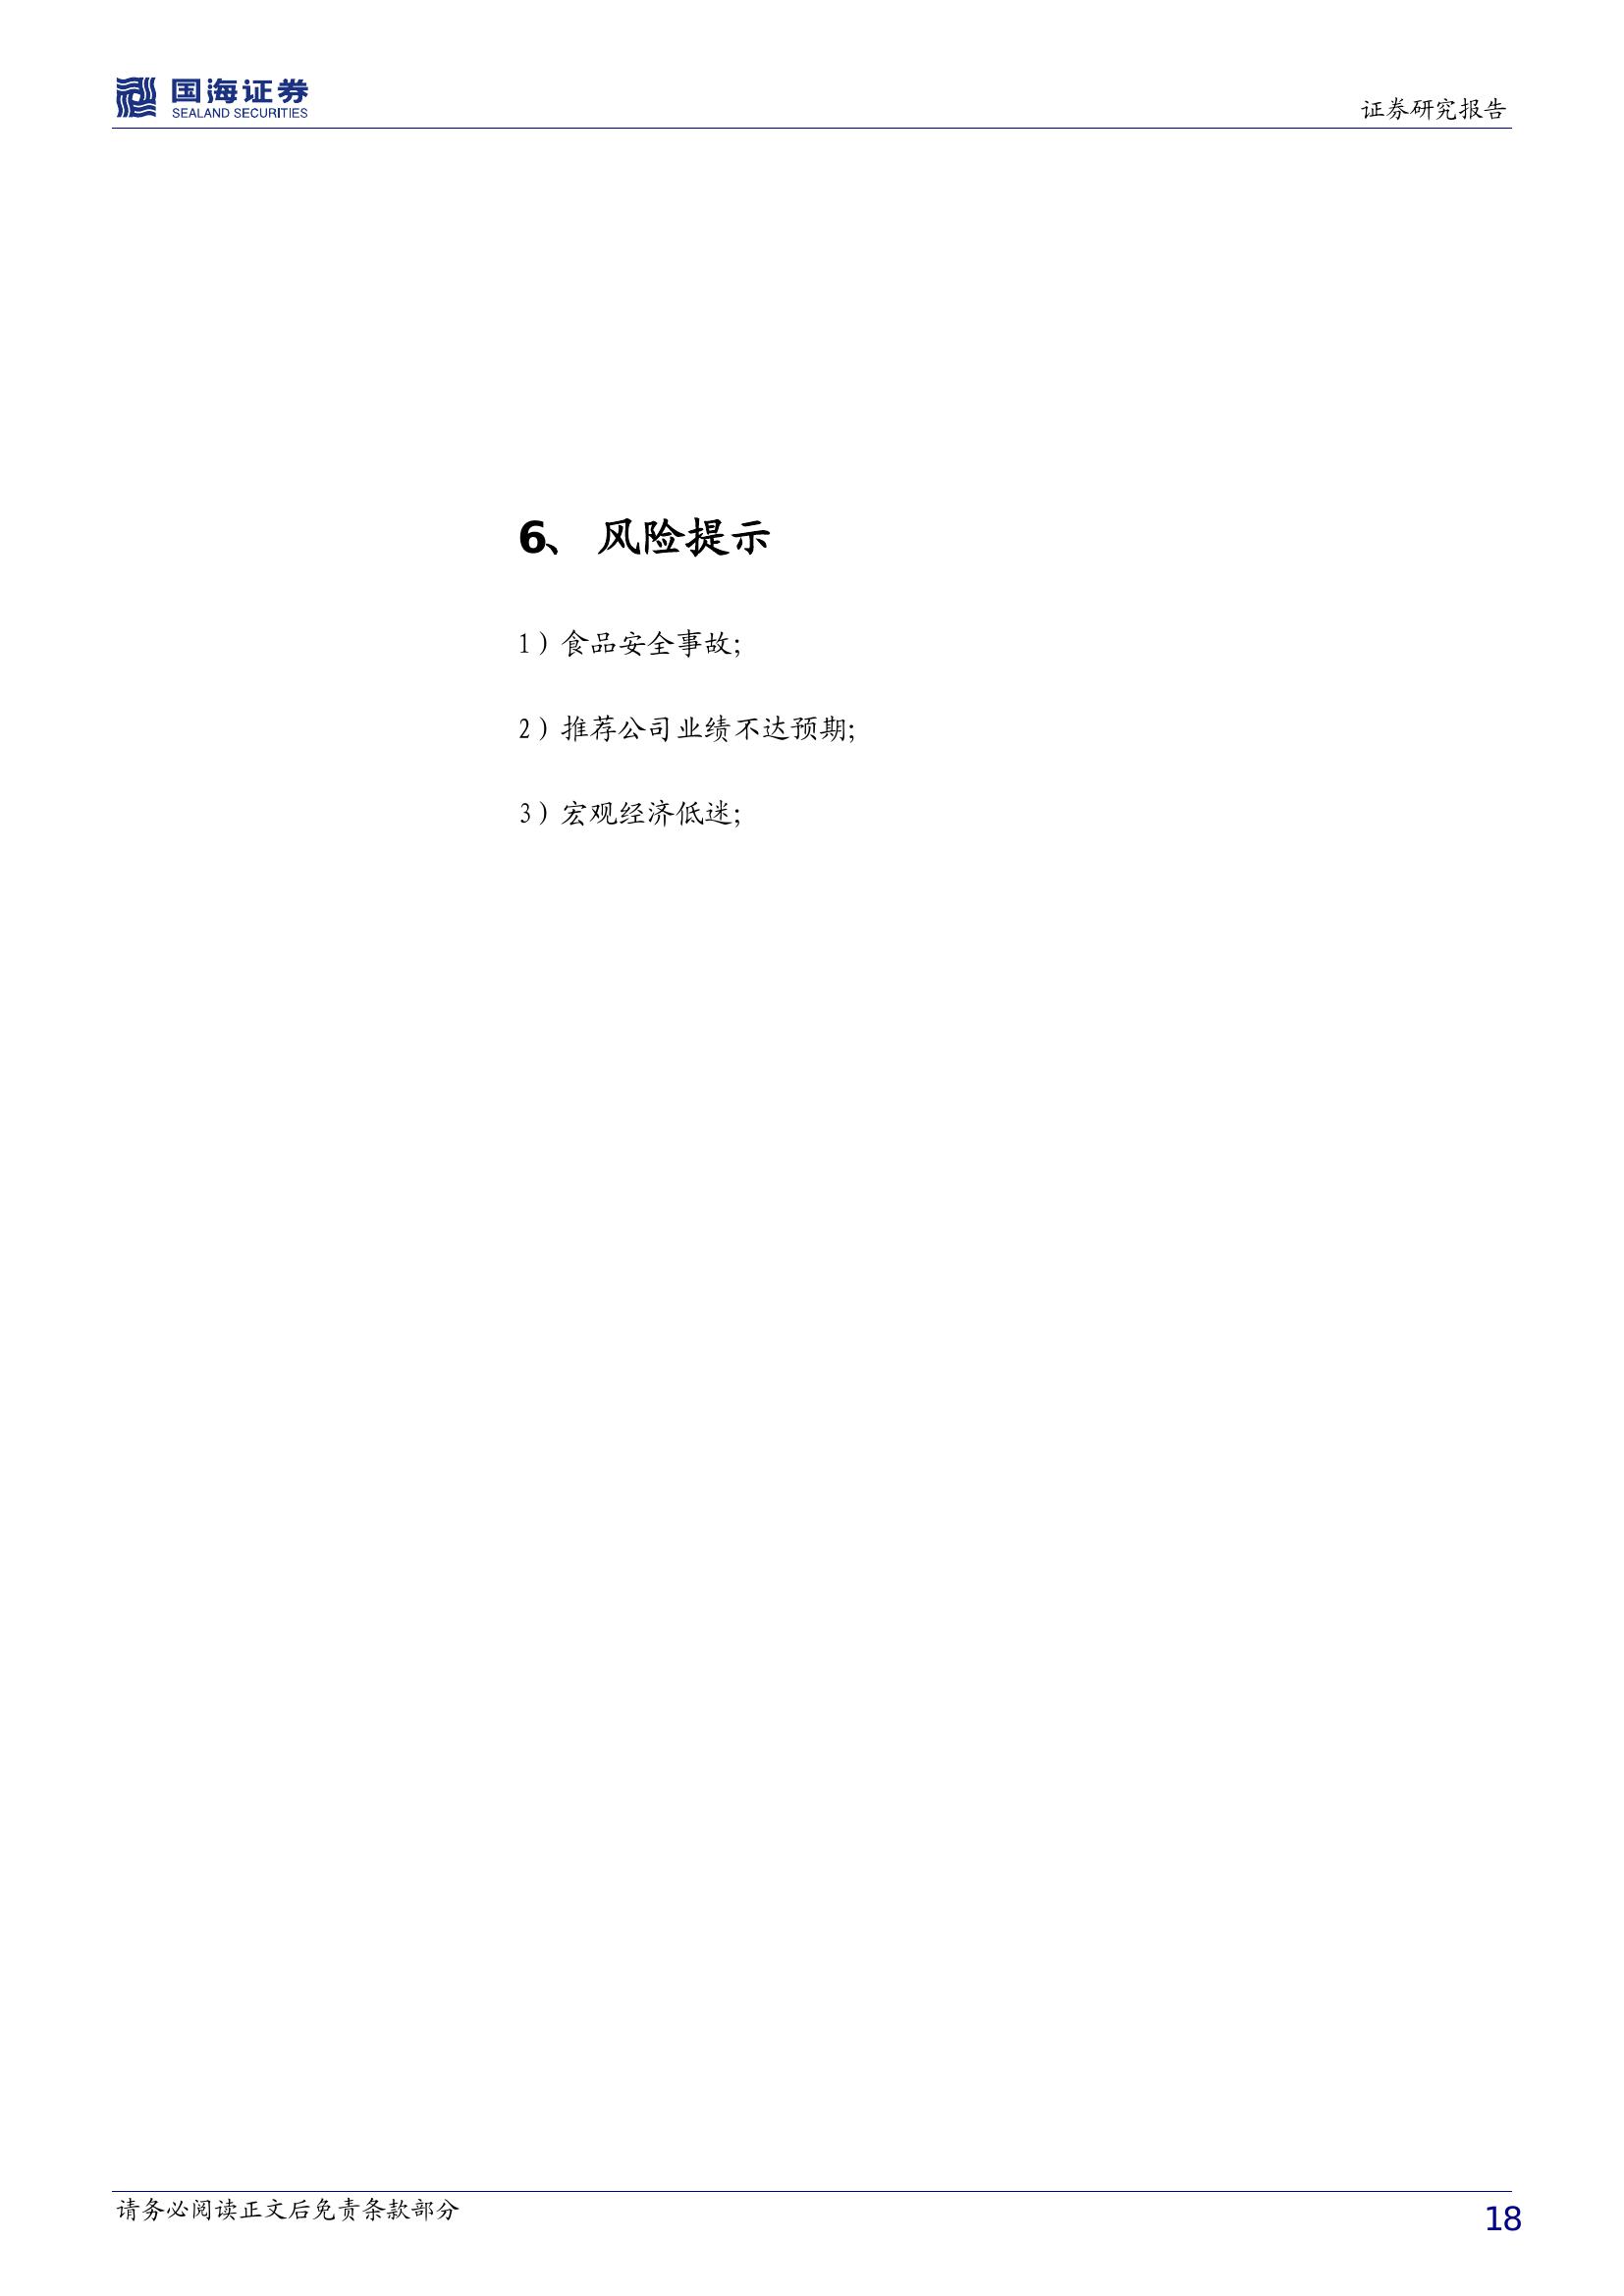 国海证券
SEALAND SECURITIES
证券研究报告
6、 风险提示
1）食品安全事故;
2）推荐公司业绩不达预期;
3）宏观经济低迷;
请务必阅读正文后免责条款部分
18